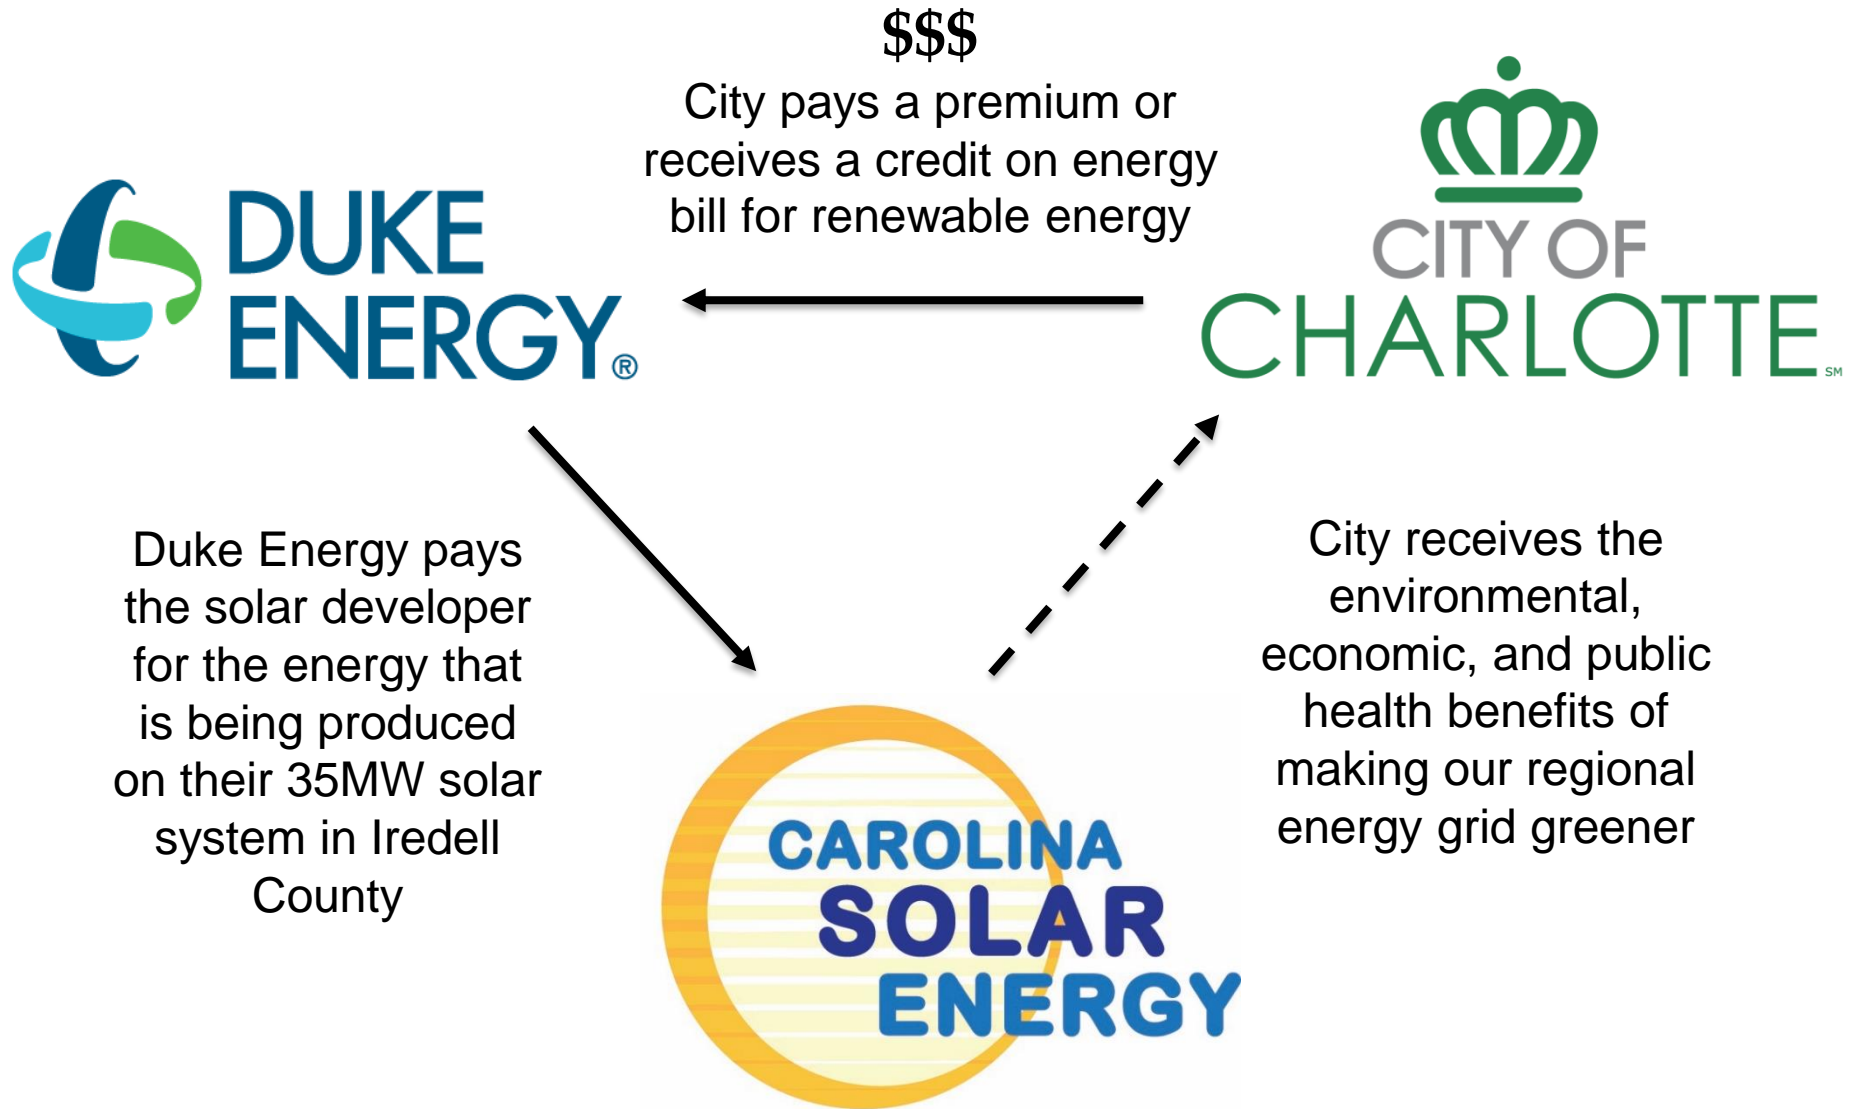 $$$
City pays a premium or
receives a credit on energy
bill for renewable energy
DUKE
ENERGY®
CITY OF
CHARLOTTE℠
Duke Energy pays
the solar developer
for the energy that
is being produced
on their 35MW solar
system in Iredell
County
City receives the
environmental,
economic, and public
health benefits of
making our regional
energy grid greener
CAROLINA
SOLAR
ENERGY